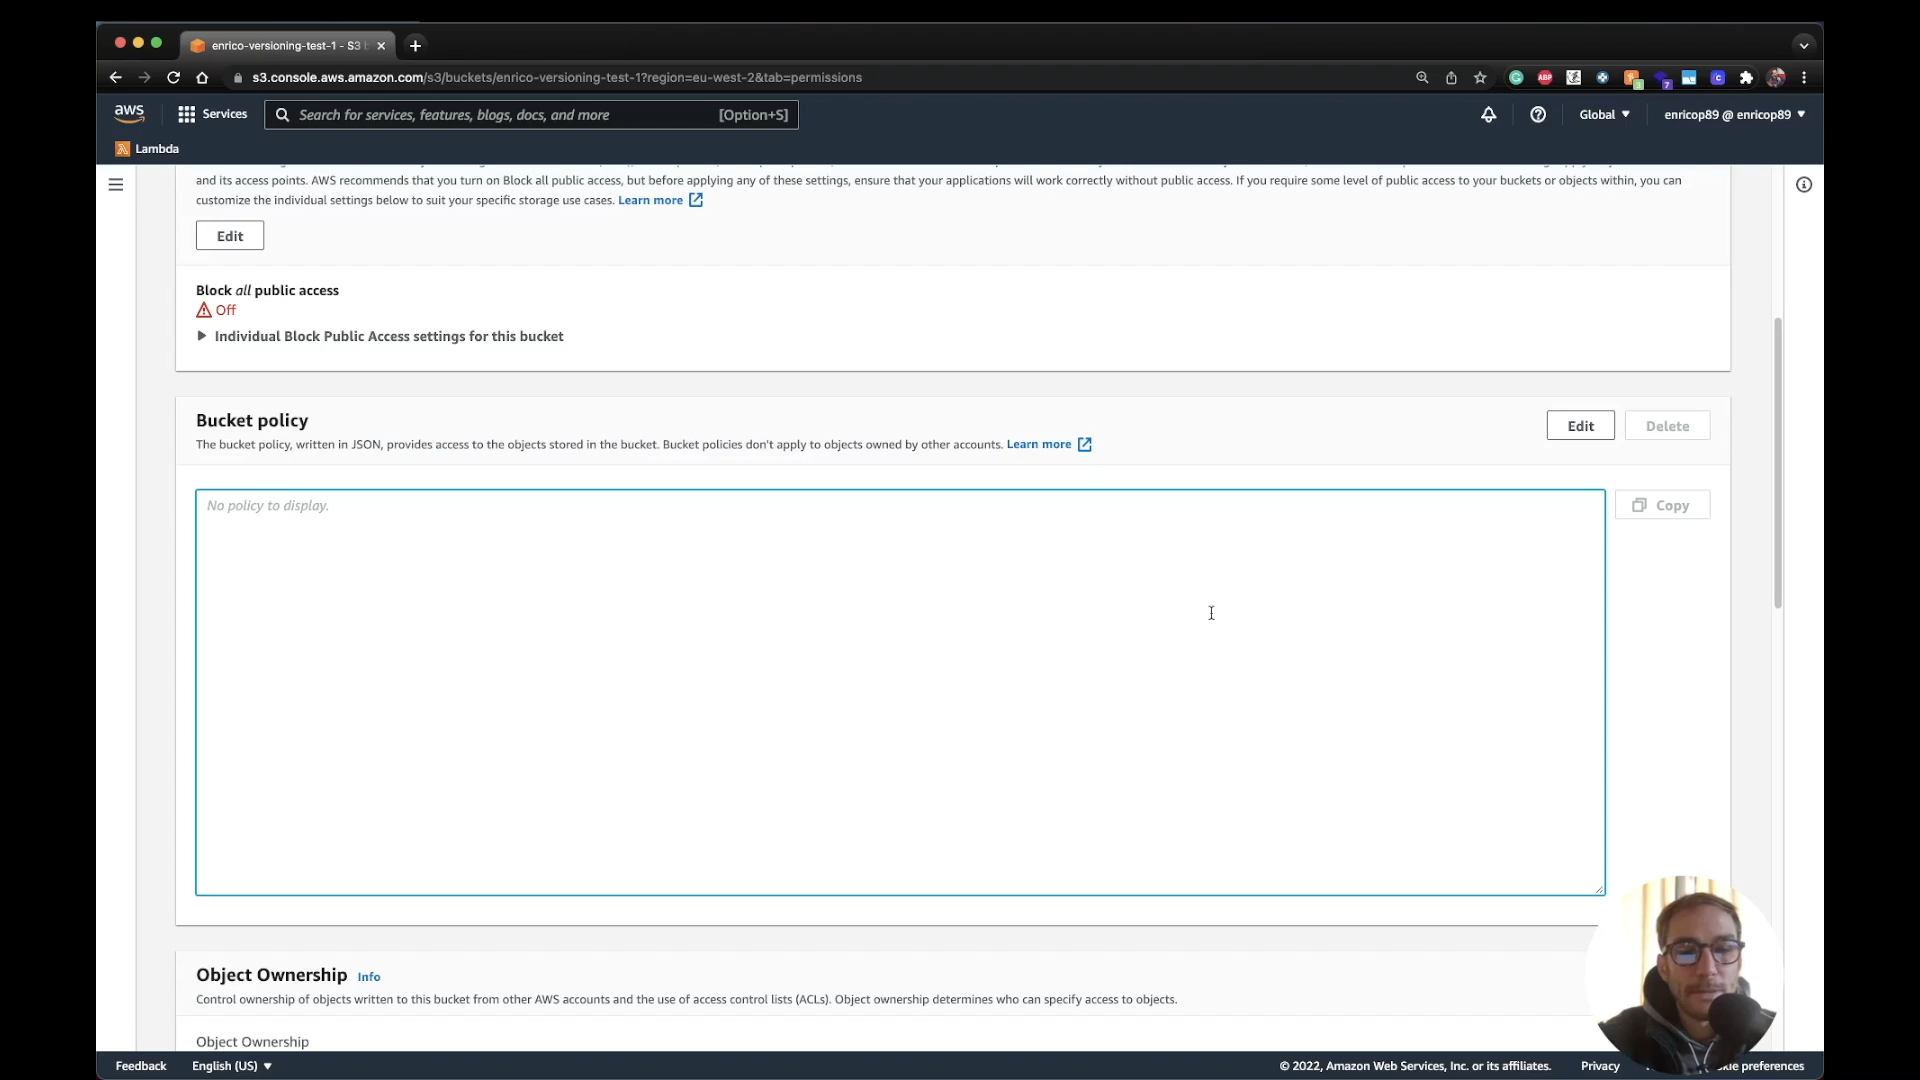 enrico-versioning-test-1 - S3 b
s3.console.aws.amazon.com/s3/buckets/enrico-versioning-test-1?region=eu-west-2&tab=permissions
ABP
3
7
aws
Services
Search for services, features, blogs, docs, and more
[Option+S]
Global
enricop89 @ enricop89
Lambda
and its access points. AWS recommends that you turn on Block all public access, but before applying any of these settings, ensure that your applications will work correctly without public access. If you require some level of public access to your buckets or objects within, you can
customize the individual settings below to suit your specific storage use cases. Learn more
Edit
Block all public access
Off
Individual Block Public Access settings for this bucket
Bucket policy
Edit
Delete
The bucket policy, written in JSON, provides access to the objects stored in the bucket. Bucket policies don't apply to objects owned by other accounts. Learn more
No policy to display.
Copy
Object Ownership Info
Control ownership of objects written to this bucket from other AWS accounts and the use of access control lists (ACLs). Object ownership determines who can specify access to objects.
Object Ownership
Feedback
English (US)
© 2022, Amazon Web Services, Inc. or its affiliates.
Privacy
preferences